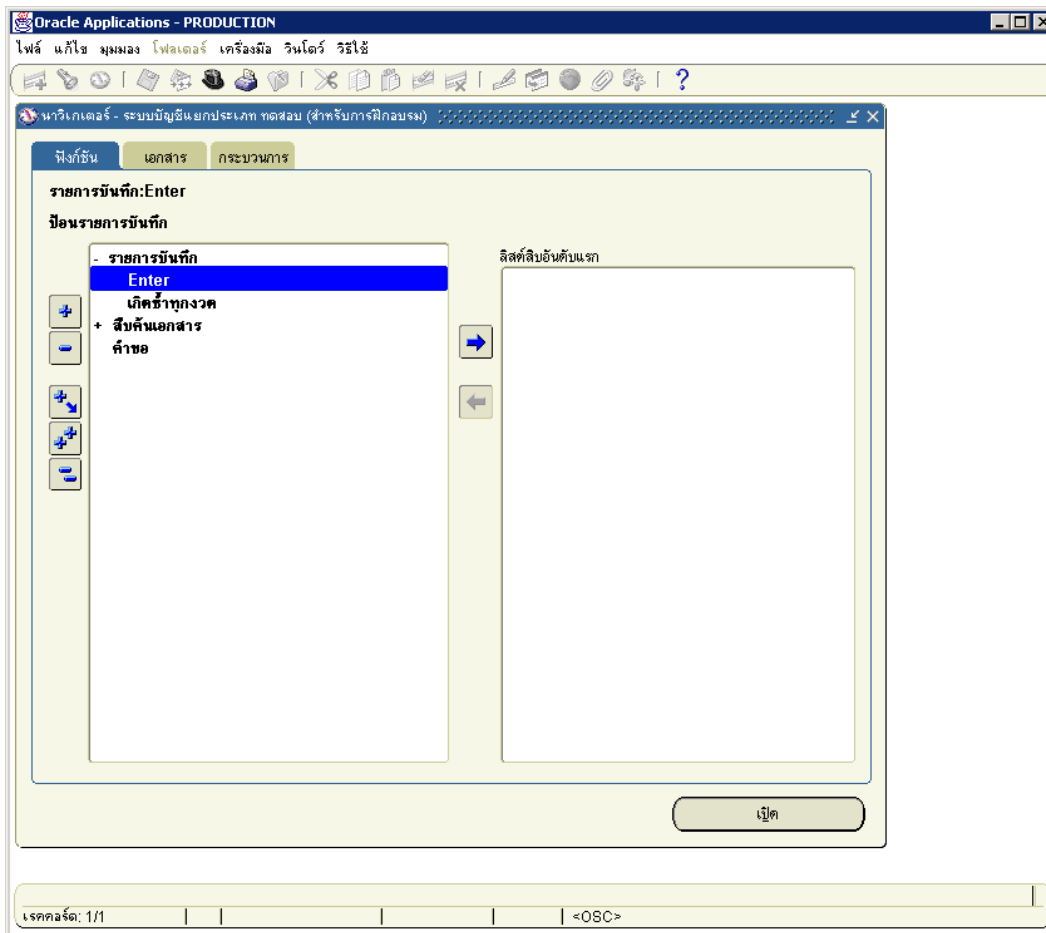 Oracle Applications - PRODUCTION
ไฟล์ แก้ไข มุมมอง โฟลเดอร์ เครื่องมือ วินโดว์ วิธีใช้
นาวิเกเตอร์ - ระบบบัญชีแยกประเภท ทดสอบ (สำหรับการฝึกอบรม)
ฟังก์ชัน เอกสาร กระบวนการ
รายการบันทึก:Enter
ป้อนรายการบันทึก
- รายการบันทึก
ลิสต์สิบอันดับแรก
Enter
เกิดซ้ำทุกงวด
+ สืบค้นเอกสาร
คำขอ
เปิด
เรคคอร์ด: 1/1 <OSC>